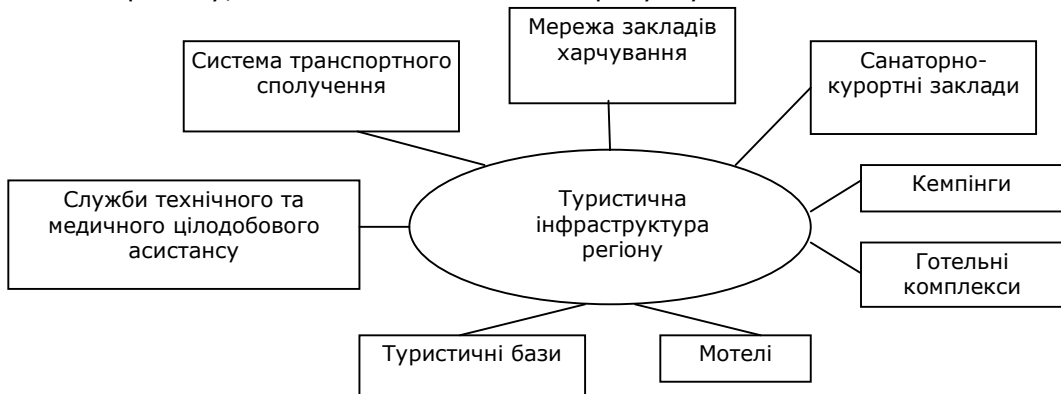 Мережа закладів
харчування
Система транспортного
сполучення
Санаторно-
курортні заклади
Служби технічного та
медичного цілодобового
асистансу
Туристична
інфраструктура
регіону
Кемпінги
Готельні
комплекси
Туристичні бази
Мотелі